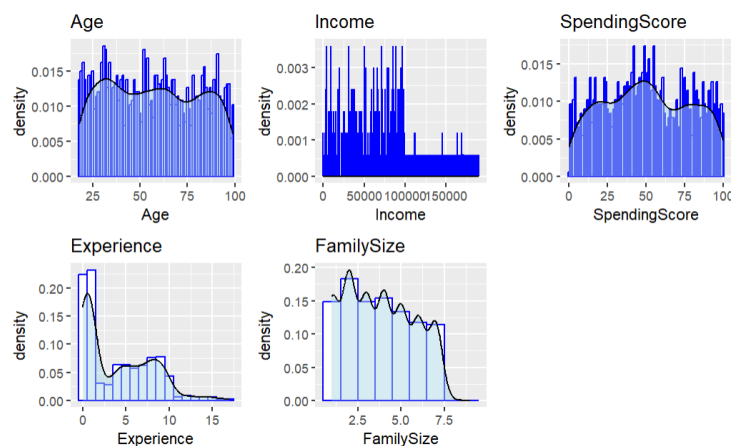 Age
0.015
0.010
0.005
0.000
density
25
50
75
100
Age
Income
0.003
0.002
0.001
0.000
density
0
50000
100000
150000
Income
SpendingScore
0.015
0.010
0.005
0.000
density
0
25
50
75
100
SpendingScore
Experience
0.20
0.15
0.10
0.05
0.00
density
0
5
10
15
Experience
FamilySize
0.20
0.15
0.10
0.05
0.00
density
2.5
5.0
7.5
FamilySize